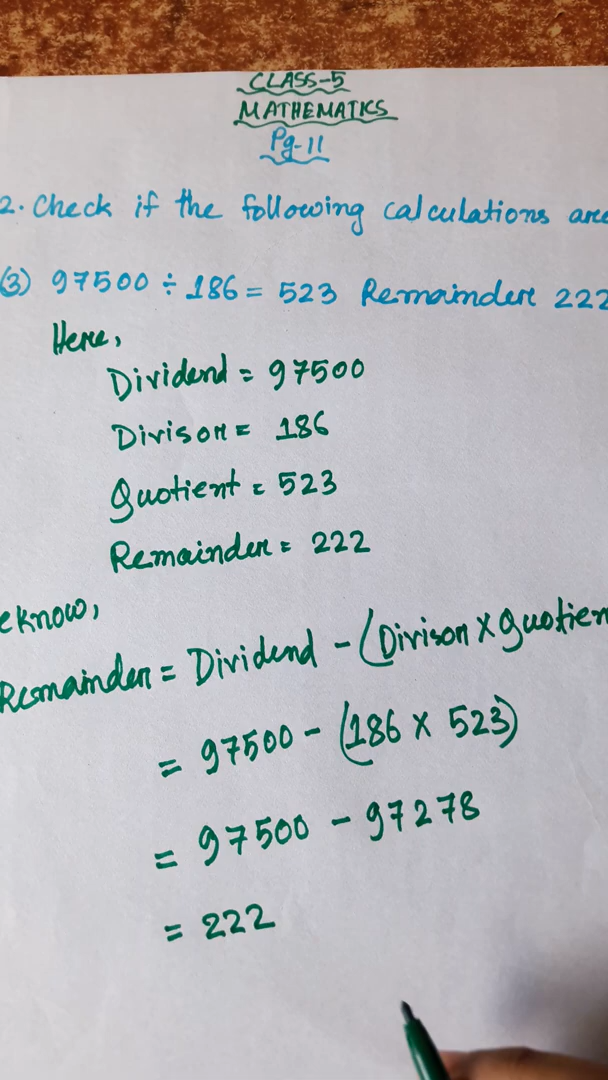 CLASS-5
MATHEMATICS
Pg-11
2. Check if the following calculations are
(3) 97500 ÷ 186 = 523 Remainder 222
Here,
Dividend = 97500
Divisor = 186
Quotient = 523
Remainder = 222
e know,
Remainder = Dividend - (Divison X Quotien
= 97500 - (186 X 523)
= 97500 - 97278
= 222